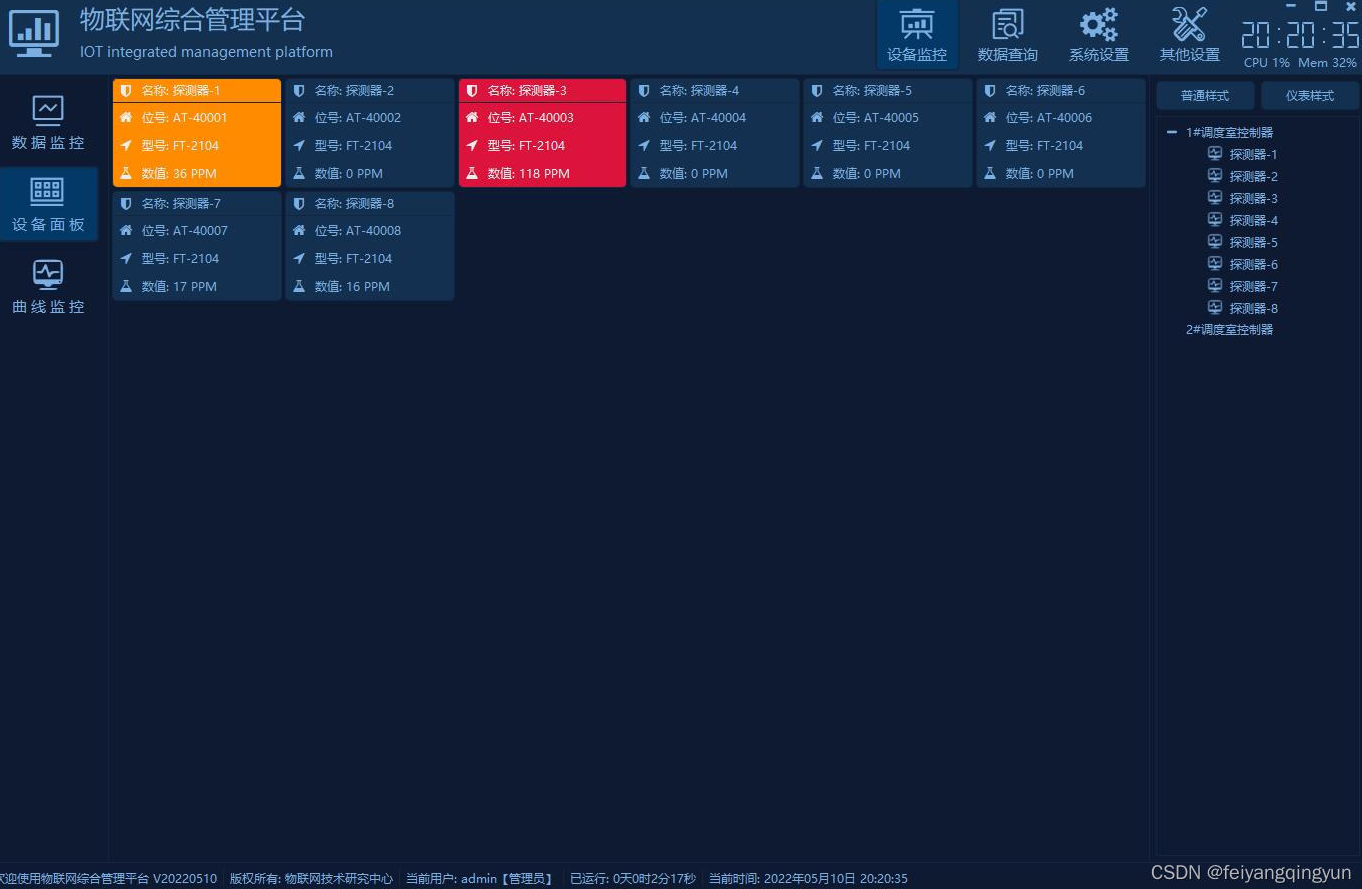 物联网综合管理平台
IOT integrated management platform
设备监控
数据查询
系统设置
其他设置
20:20:35
CPU 1% Mem 32%
数据监控
设备面板
曲线监控
名称: 探测器-1
位号: AT-40001
型号: FT-2104
数值: 36 PPM
名称: 探测器-2
位号: AT-40002
型号: FT-2104
数值: 0 PPM
名称: 探测器-3
位号: AT-40003
型号: FT-2104
数值: 118 PPM
名称: 探测器-4
位号: AT-40004
型号: FT-2104
数值: 0 PPM
名称: 探测器-5
位号: AT-40005
型号: FT-2104
数值: 0 PPM
名称: 探测器-6
位号: AT-40006
型号: FT-2104
数值: 0 PPM
名称: 探测器-7
位号: AT-40007
型号: FT-2104
数值: 17 PPM
名称: 探测器-8
位号: AT-40008
型号: FT-2104
数值: 16 PPM
普通样式
仪表样式
1#调度室控制器
探测器-1
探测器-2
探测器-3
探测器-4
探测器-5
探测器-6
探测器-7
探测器-8
2#调度室控制器
欢迎使用物联网综合管理平台 V20220510 版权所有: 物联网技术研究中心 当前用户: admin【管理员】 已运行: 0天0时2分17秒 当前时间: 2022年05月10日 20:20:35
CSDN @feiyangqingyun